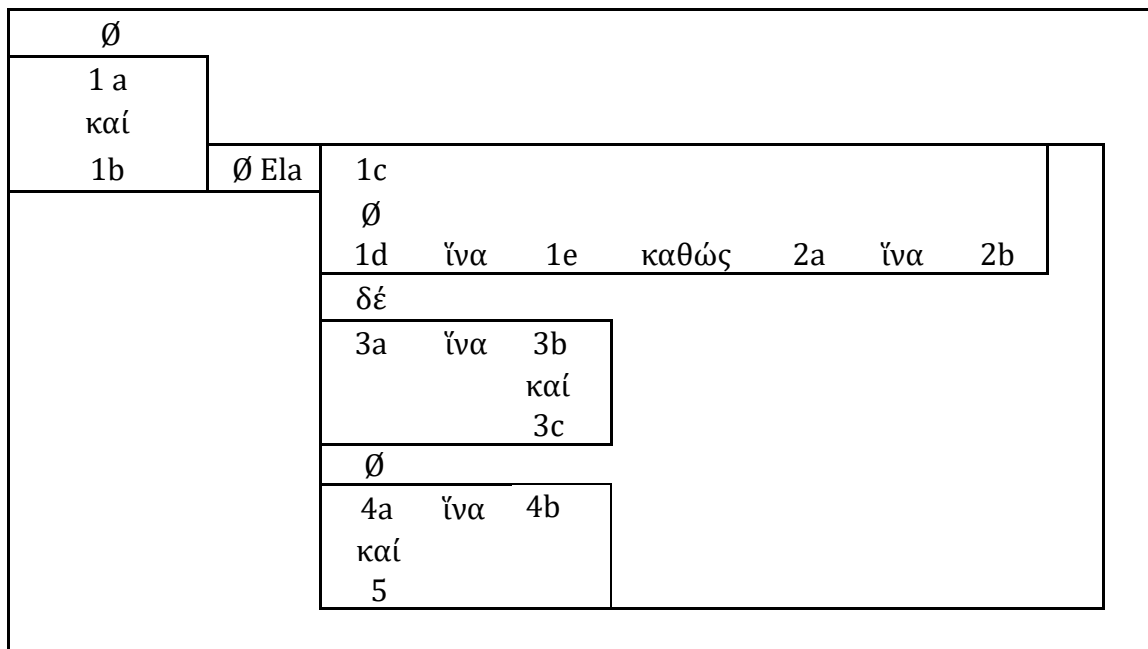 Ø
1 a
καί
1b Ø Ela 1c
Ø
1d ἵνα 1e καθώς 2a ἵνα 2b
δέ
3a ἵνα 3b
καί
3c
Ø
4a ἵνα 4b
καί
5